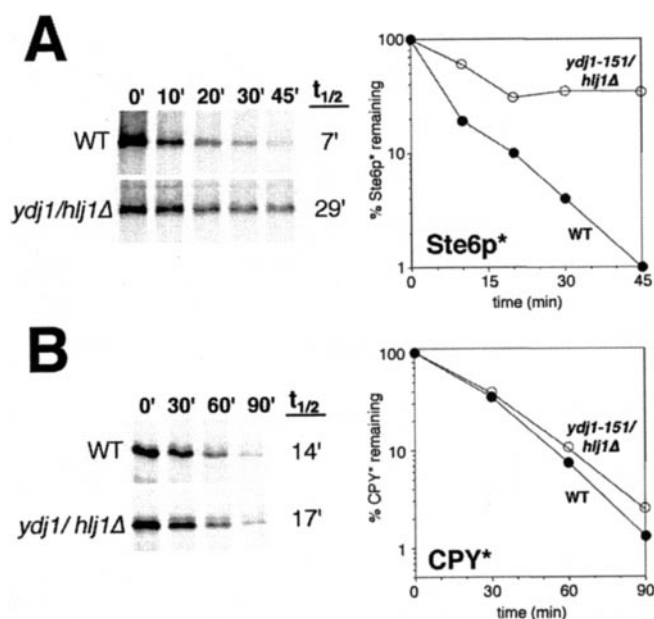 A
0' 10' 20' 30' 45' t1/2
WT 7'
ydj1/hlj1Δ 29'
% Ste6p* remaining
100
10
1
ydj1-151/
hlj1Δ
WT
Ste6p*
0 15 30 45
time (min)
B
0' 30' 60' 90' t1/2
WT 14'
ydj1/ hlj1Δ 17'
% CPY* remaining
100
10
1
ydj1-151/
hlj1Δ
WT
CPY*
0 30 60 90
time (min)